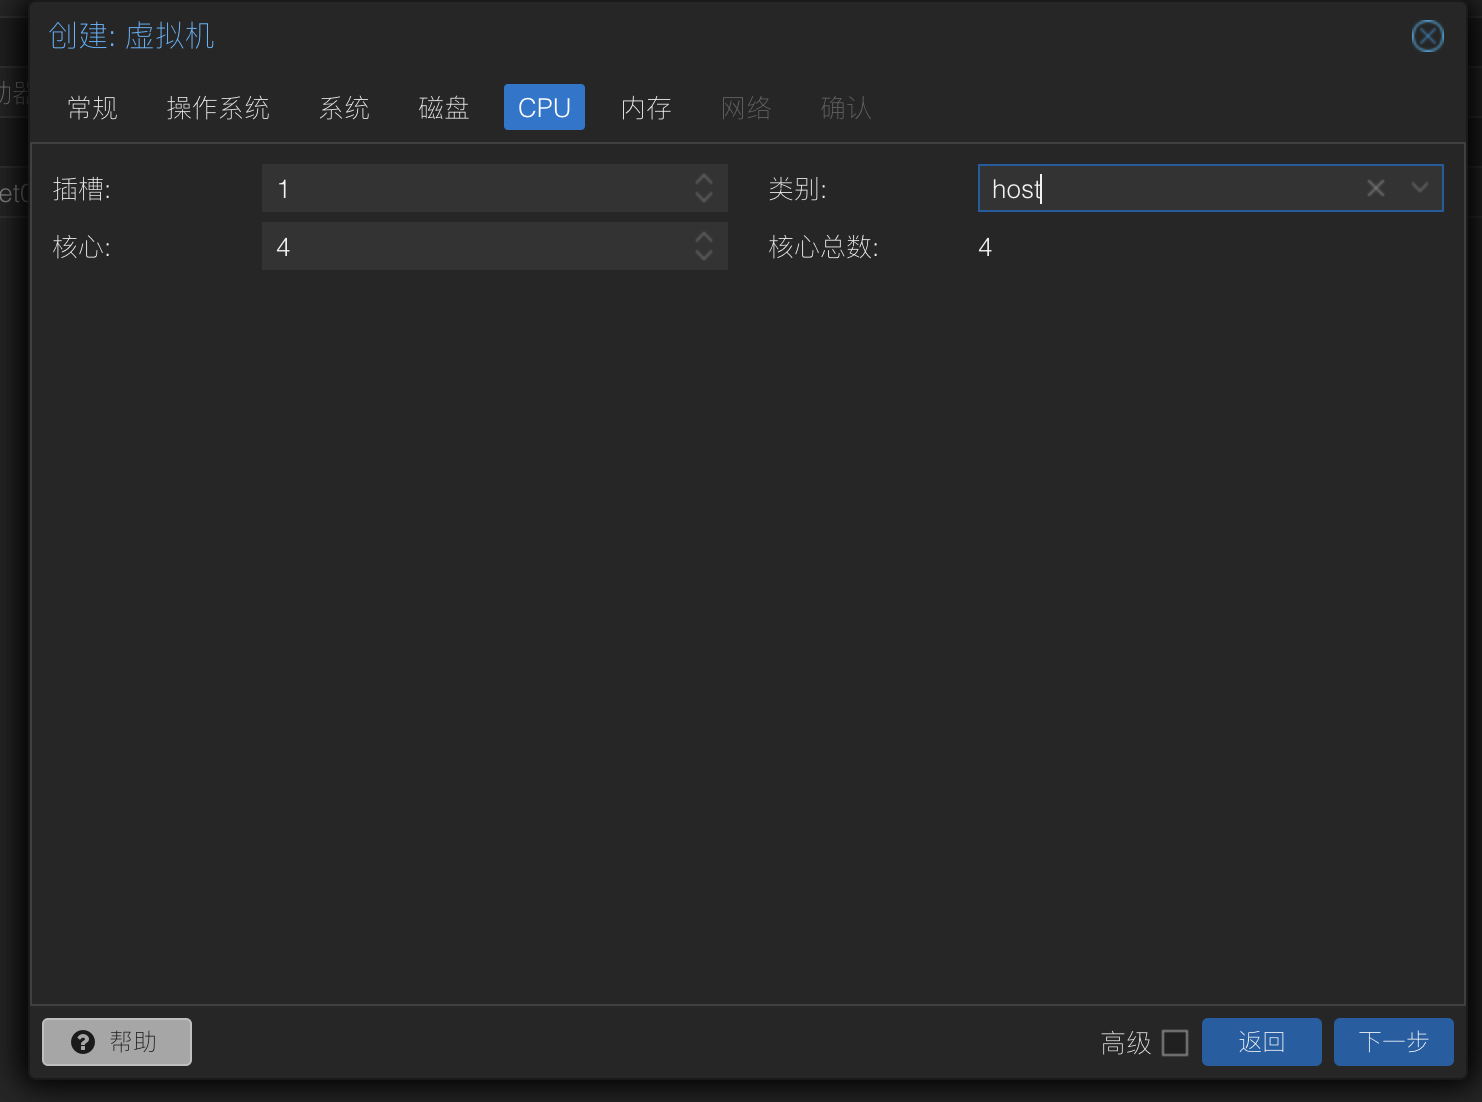 创建: 虚拟机
常规 操作系统 系统 磁盘 CPU 内存 网络 确认
插槽: 1 类别: host
核心: 4 核心总数: 4
帮助 高级 返回 下一步